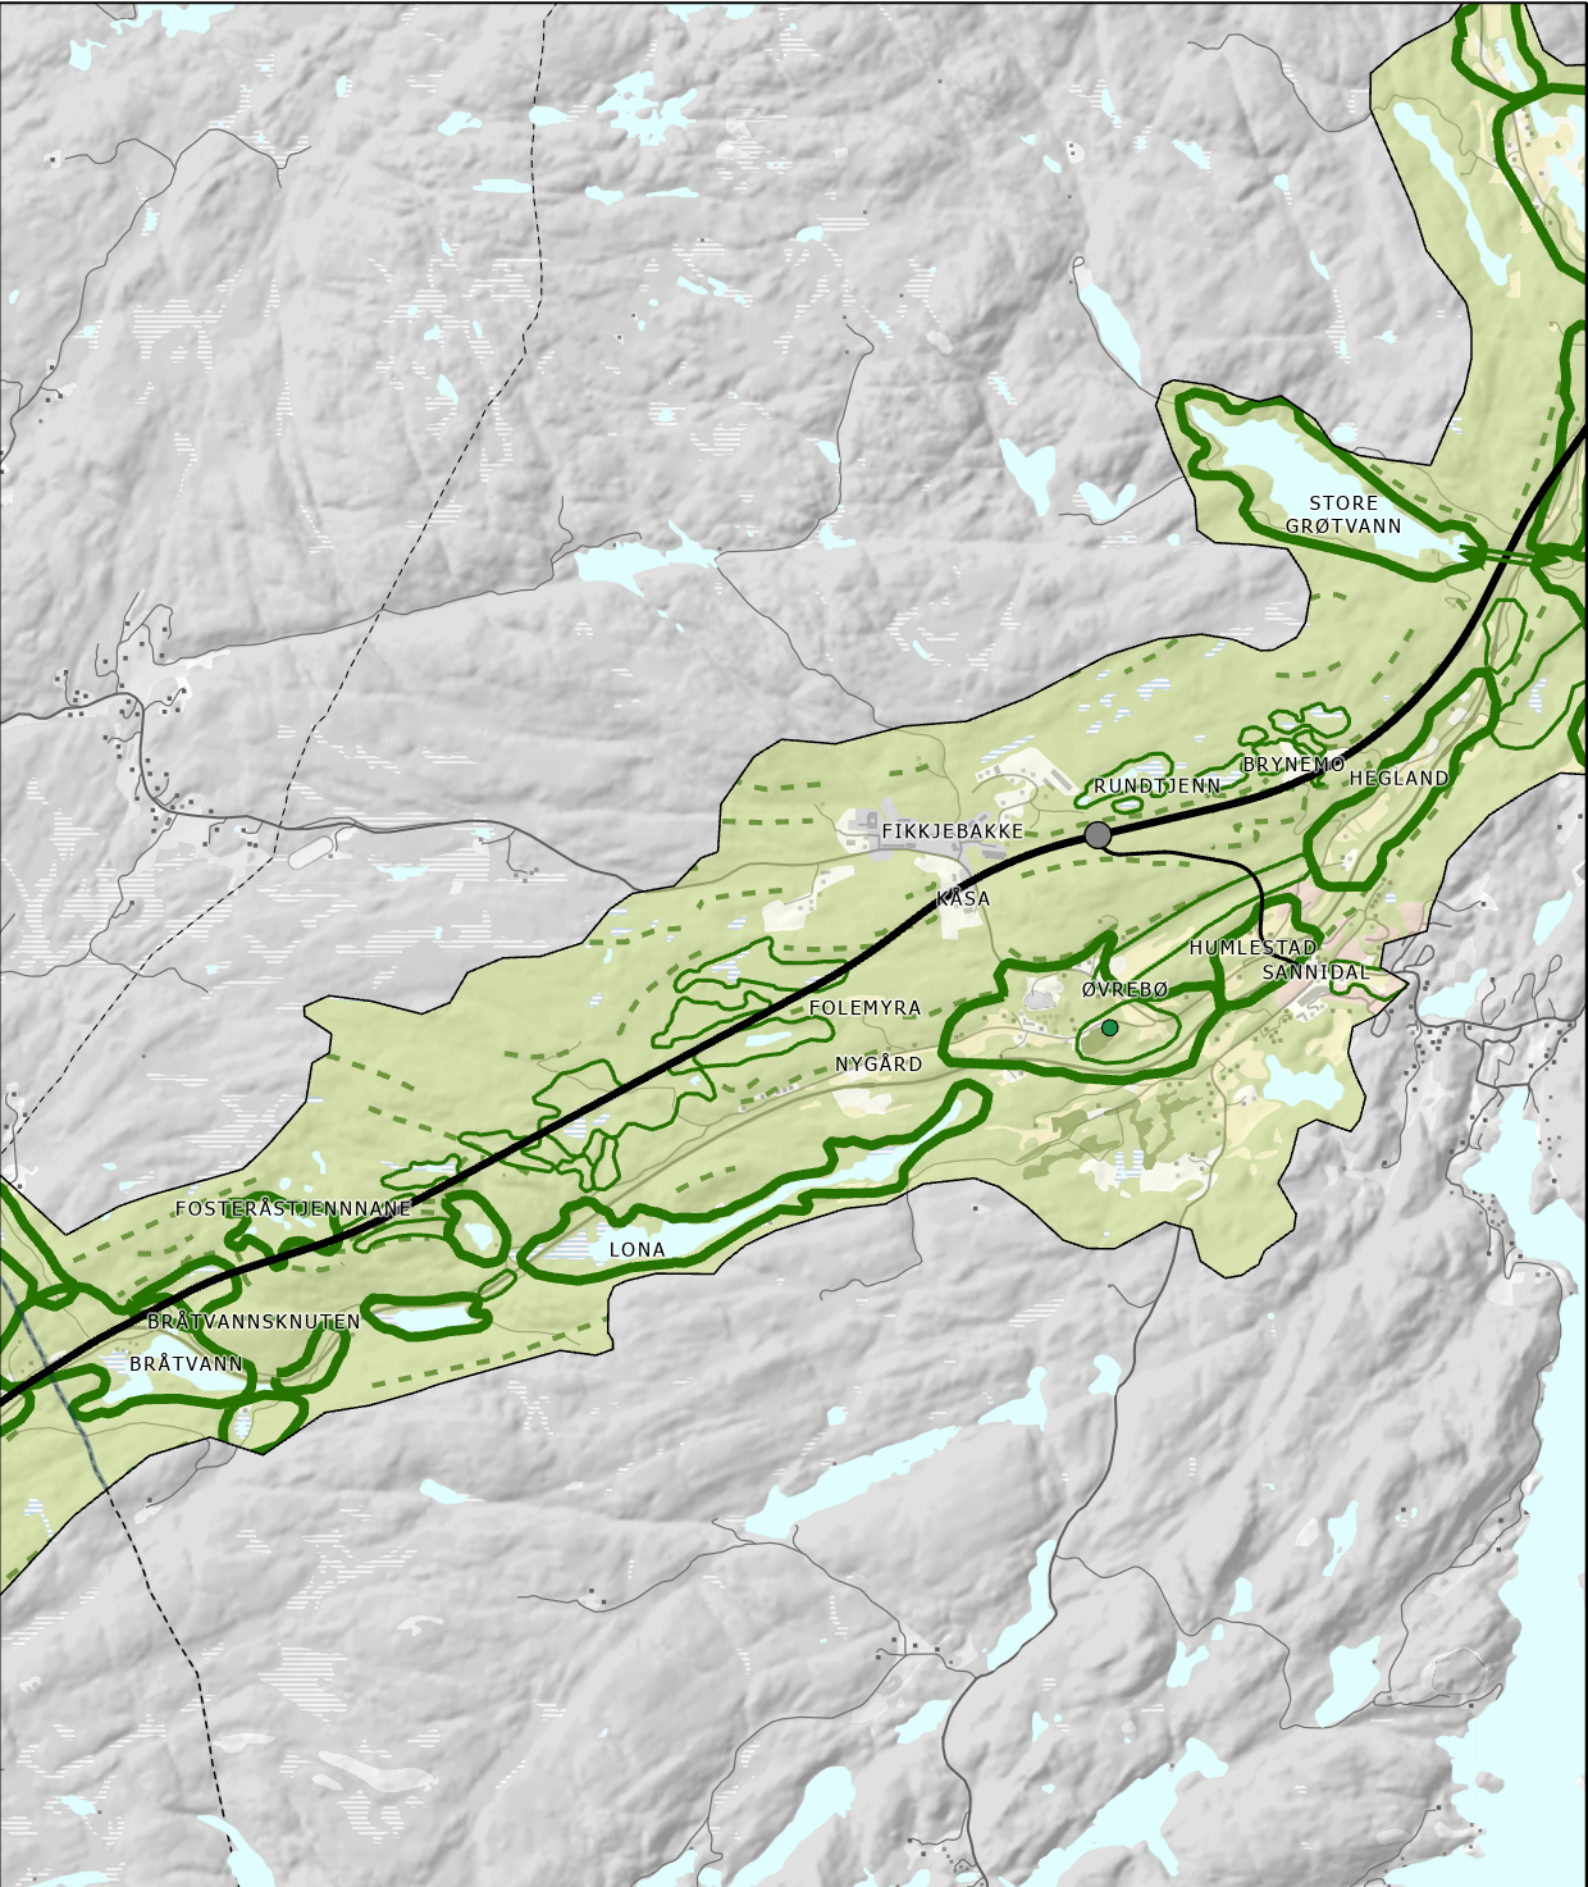 STORE
GRØTVANN
BRYNEMO
HEGLAND
RUNDTJENN
FIKKJEBAKKE
KÅSA
HUMLESTAD
SANNIDAL
ØVREBØ
FOLEMYRA
NYGÅRD
FOSTERÅSTJENNNANE
LONA
BRÅTVANNSKNUTEN
BRÅTVANN